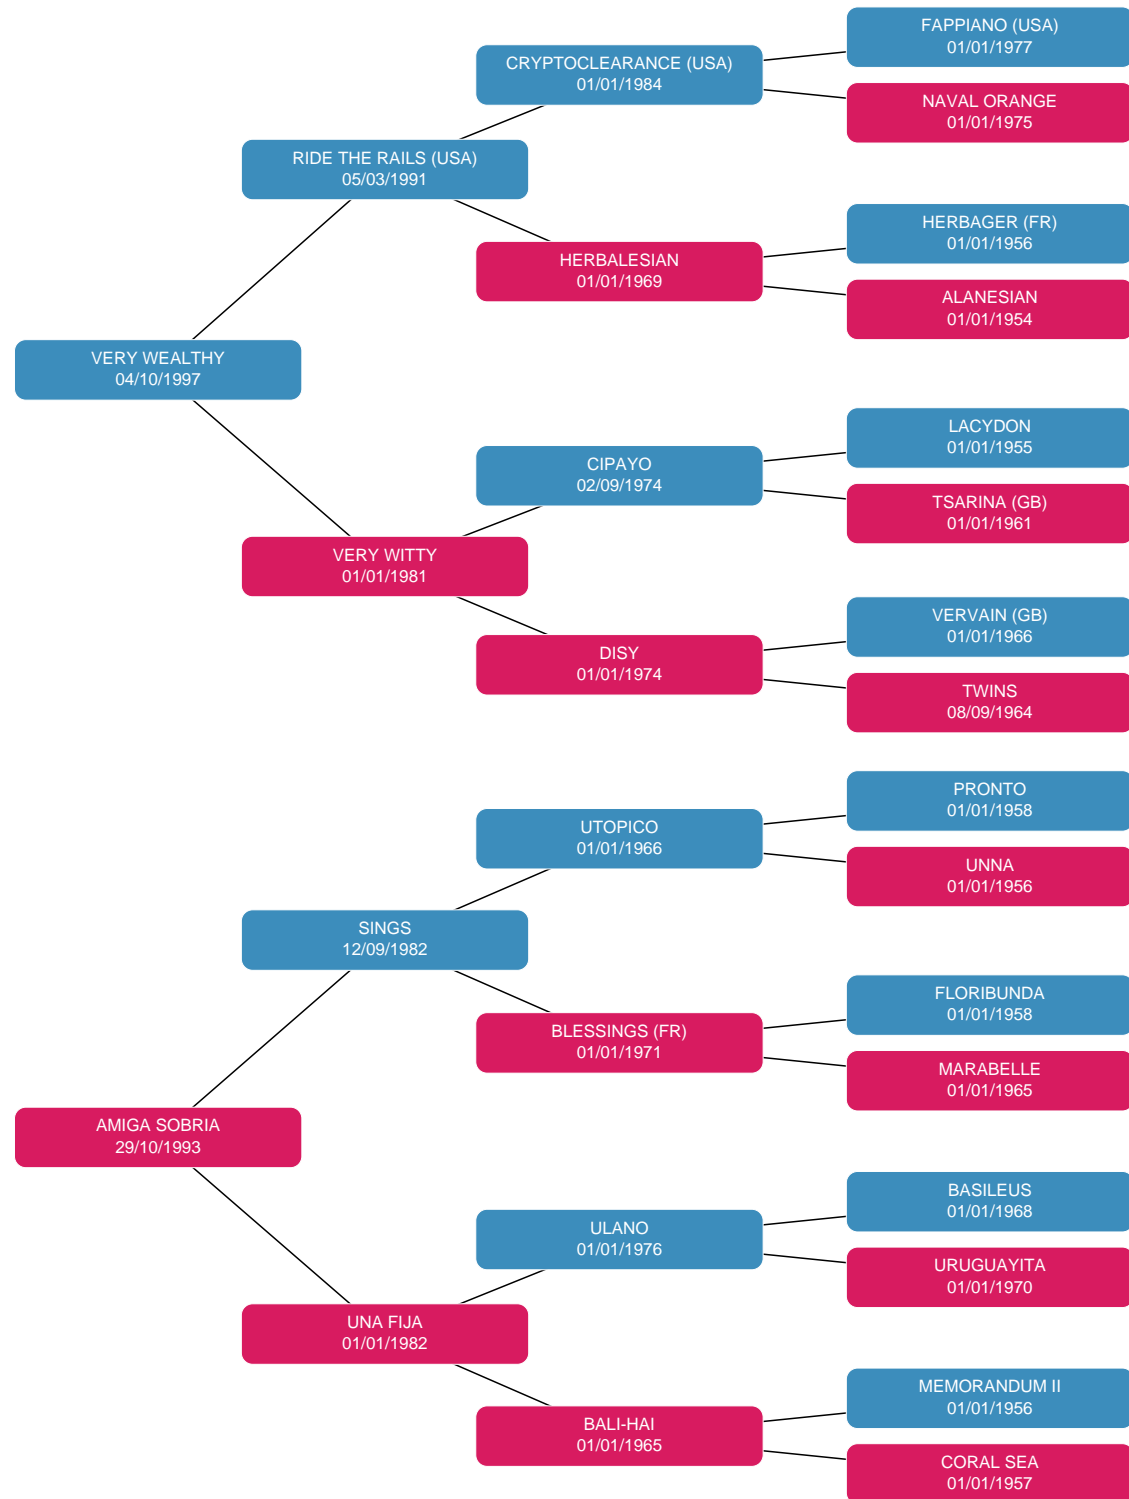 FAPPIANO (USA)
01/01/1977
CRYPTOCLEARANCE (USA)
01/01/1984
NAVAL ORANGE
01/01/1975
RIDE THE RAILS (USA)
05/03/1991
HERBAGER (FR)
01/01/1956
HERBALESIAN
01/01/1969
ALANESIAN
01/01/1954
VERY WEALTHY
04/10/1997
LACYDON
01/01/1955
CIPAYO
02/09/1974
TSARINA (GB)
01/01/1961
VERY WITTY
01/01/1981
VERVAIN (GB)
01/01/1966
DISY
01/01/1974
TWINS
08/09/1964
PRONTO
01/01/1958
UTOPICO
01/01/1966
UNNA
01/01/1956
SINGS
12/09/1982
FLORIBUNDA
01/01/1958
BLESSINGS (FR)
01/01/1971
MARABELLE
01/01/1965
AMIGA SOBRIA
29/10/1993
BASILEUS
01/01/1968
ULANO
01/01/1976
URUGUAYITA
01/01/1970
UNA FIJA
01/01/1982
MEMORANDUM II
01/01/1956
BALI-HAI
01/01/1965
CORAL SEA
01/01/1957